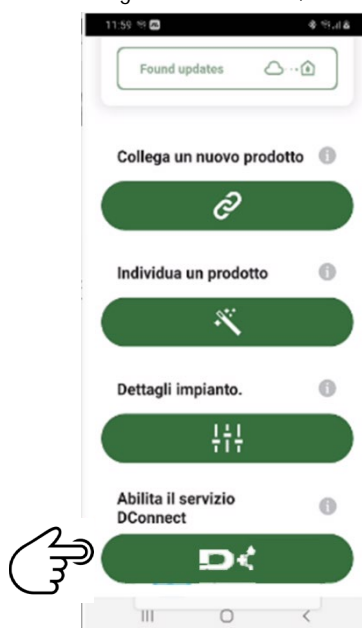 11:59
Found updates
Collega un nuovo prodotto
Individua un prodotto
Dettagli impianto.
Abilita il servizio
DConnect